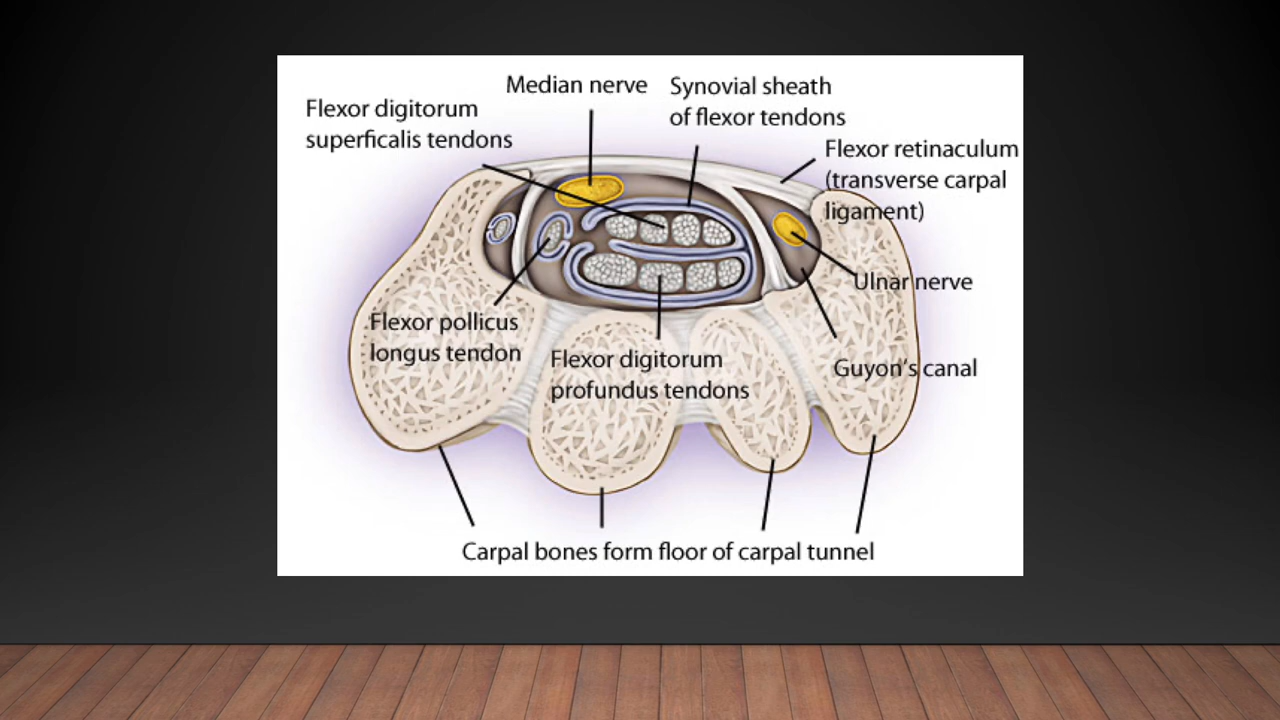 Median nerve
Synovial sheath
of flexor tendons
Flexor digitorum
superficalis tendons
Flexor retinaculum
(transverse carpal
ligament)
Ulnar nerve
Flexor pollicus
longus tendon
Flexor digitorum
profundus tendons
Guyon's canal
Carpal bones form floor of carpal tunnel